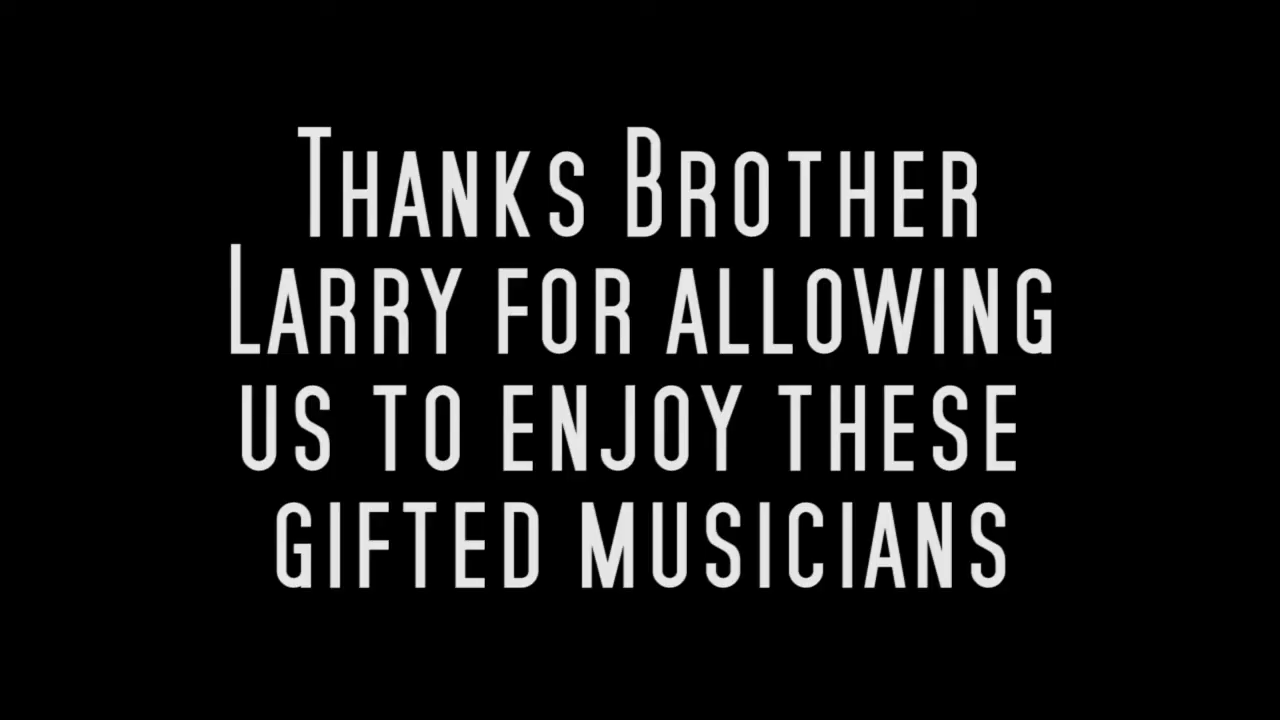 Thanks Brother
Larry for allowing
us to enjoy these
gifted musicians